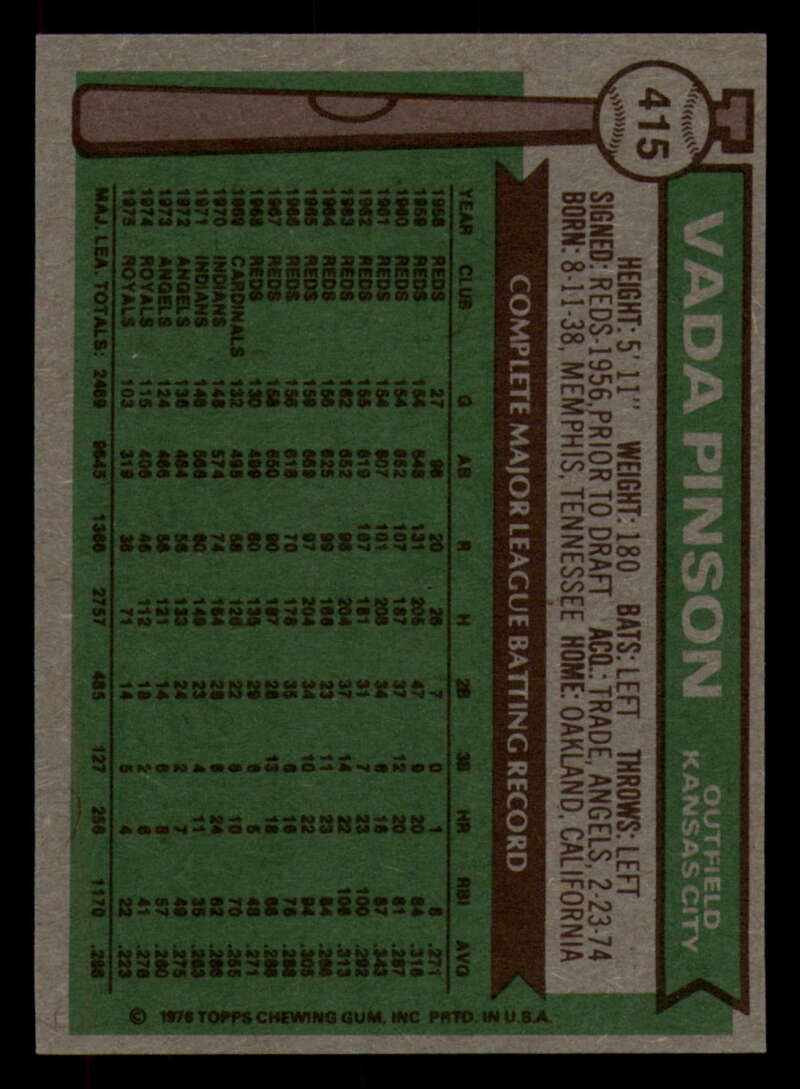 415
VADA PINSON
OUTFIELD
KANSAS CITY
HEIGHT: 5' 11" WEIGHT: 180 BATS: LEFT THROWS: LEFT
SIGNED: REDS-1956, PRIOR TO DRAFT ACQ: TRADE, ANGELS, 2-23-74
BORN: 8-11-38, MEMPHIS, TENNESSEE HOME: OAKLAND, CALIFORNIA
COMPLETE MAJOR LEAGUE BATTING RECORD
YEAR CLUB G AB R H 2B 3B HR RBI AVG
1958 REDS 27 96 20 26 7 0 1 8 .271
1959 REDS 154 648 131 205 47 9 20 84 .316
1960 REDS 154 652 107 187 37 12 20 61 .287
1961 REDS 154 607 101 208 34 8 16 87 .343
1962 REDS 155 619 107 181 31 7 23 100 .292
1963 REDS 162 652 96 204 37 14 22 106 .313
1964 REDS 156 625 99 166 23 11 23 84 .266
1965 REDS 159 669 97 204 34 10 22 94 .305
1966 REDS 156 618 70 178 35 6 16 76 .288
1967 REDS 158 650 90 187 28 13 18 66 .288
1968 REDS 130 499 60 135 29 6 5 48 .271
1969 CARDINALS 132 495 58 126 22 6 10 70 .255
1970 INDIANS 148 574 74 164 28 6 24 82 .286
1971 INDIANS 146 566 60 149 23 4 11 35 .263
1972 ANGELS 136 484 56 133 24 2 7 49 .275
1973 ANGELS 124 466 56 121 14 6 8 57 .260
1974 ROYALS 115 406 46 112 18 2 6 41 .276
1975 ROYALS 103 319 38 71 14 5 4 22 .223
MAJ. LEA. TOTALS: 2469 9645 1366 2757 485 127 256 1170 .286
© 1976 TOPPS CHEWING GUM, INC. PRTD. IN U.S.A.